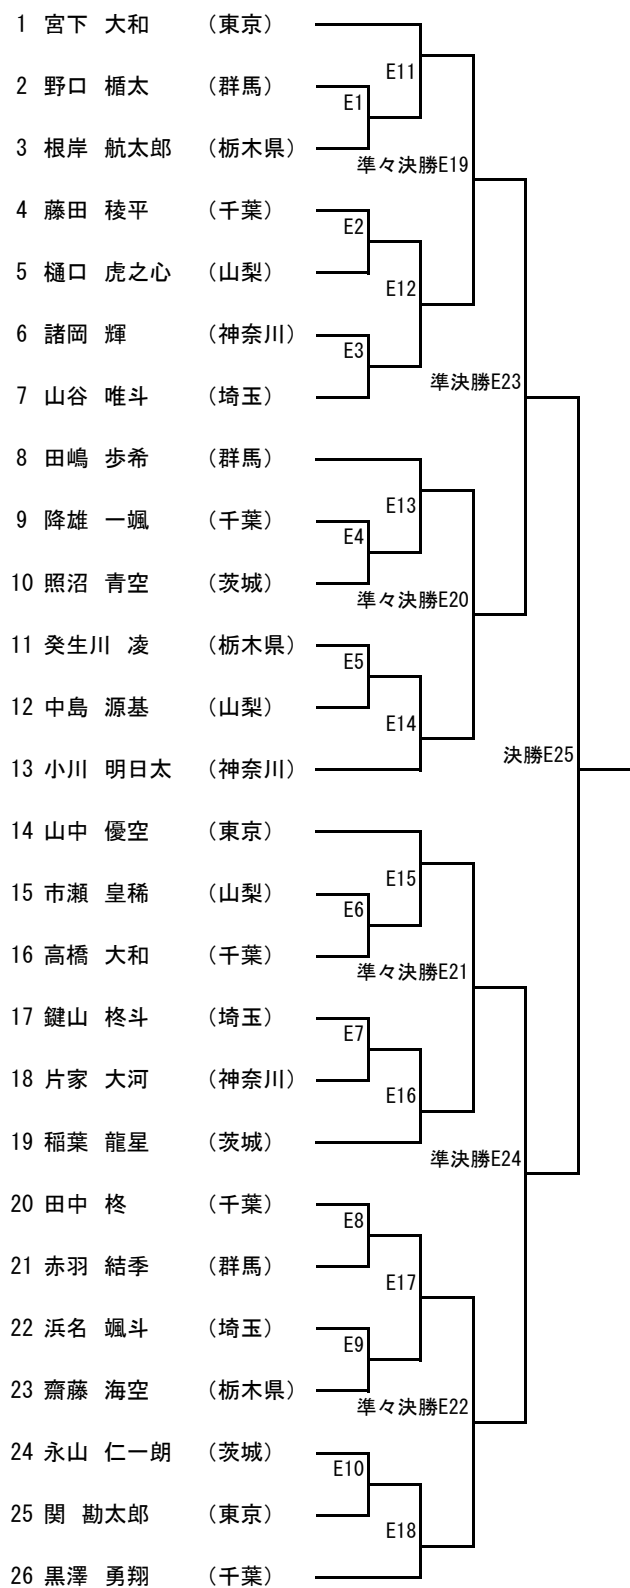 1 宮下 大和 （東京）
E11
2 野口 楯太 （群馬）
E1
3 根岸 航太郎 （栃木県）
準々決勝E19
4 藤田 稜平 （千葉）
E2
5 樋口 虎之心 （山梨）
E12
6 諸岡 輝 （神奈川）
E3
7 山谷 唯斗 （埼玉）
準決勝E23
8 田嶋 歩希 （群馬）
E13
9 降雄 一颯 （千葉）
E4
10 照沼 青空 （茨城）
準々決勝E20
11 癸生川 凌 （栃木県）
E5
12 中島 源基 （山梨）
E14
13 小川 明日太 （神奈川）
決勝E25
14 山中 優空 （東京）
E15
15 市瀬 皇稀 （山梨）
E6
16 高橋 大和 （千葉）
準々決勝E21
17 鍵山 柊斗 （埼玉）
E7
18 片家 大河 （神奈川）
E16
19 稲葉 龍星 （茨城）
準決勝E24
20 田中 柊 （千葉）
E8
21 赤羽 結季 （群馬）
E17
22 浜名 颯斗 （埼玉）
E9
23 齋藤 海空 （栃木県）
準々決勝E22
24 永山 仁一朗 （茨城）
E10
25 関 勘太郎 （東京）
E18
26 黒澤 勇翔 （千葉）